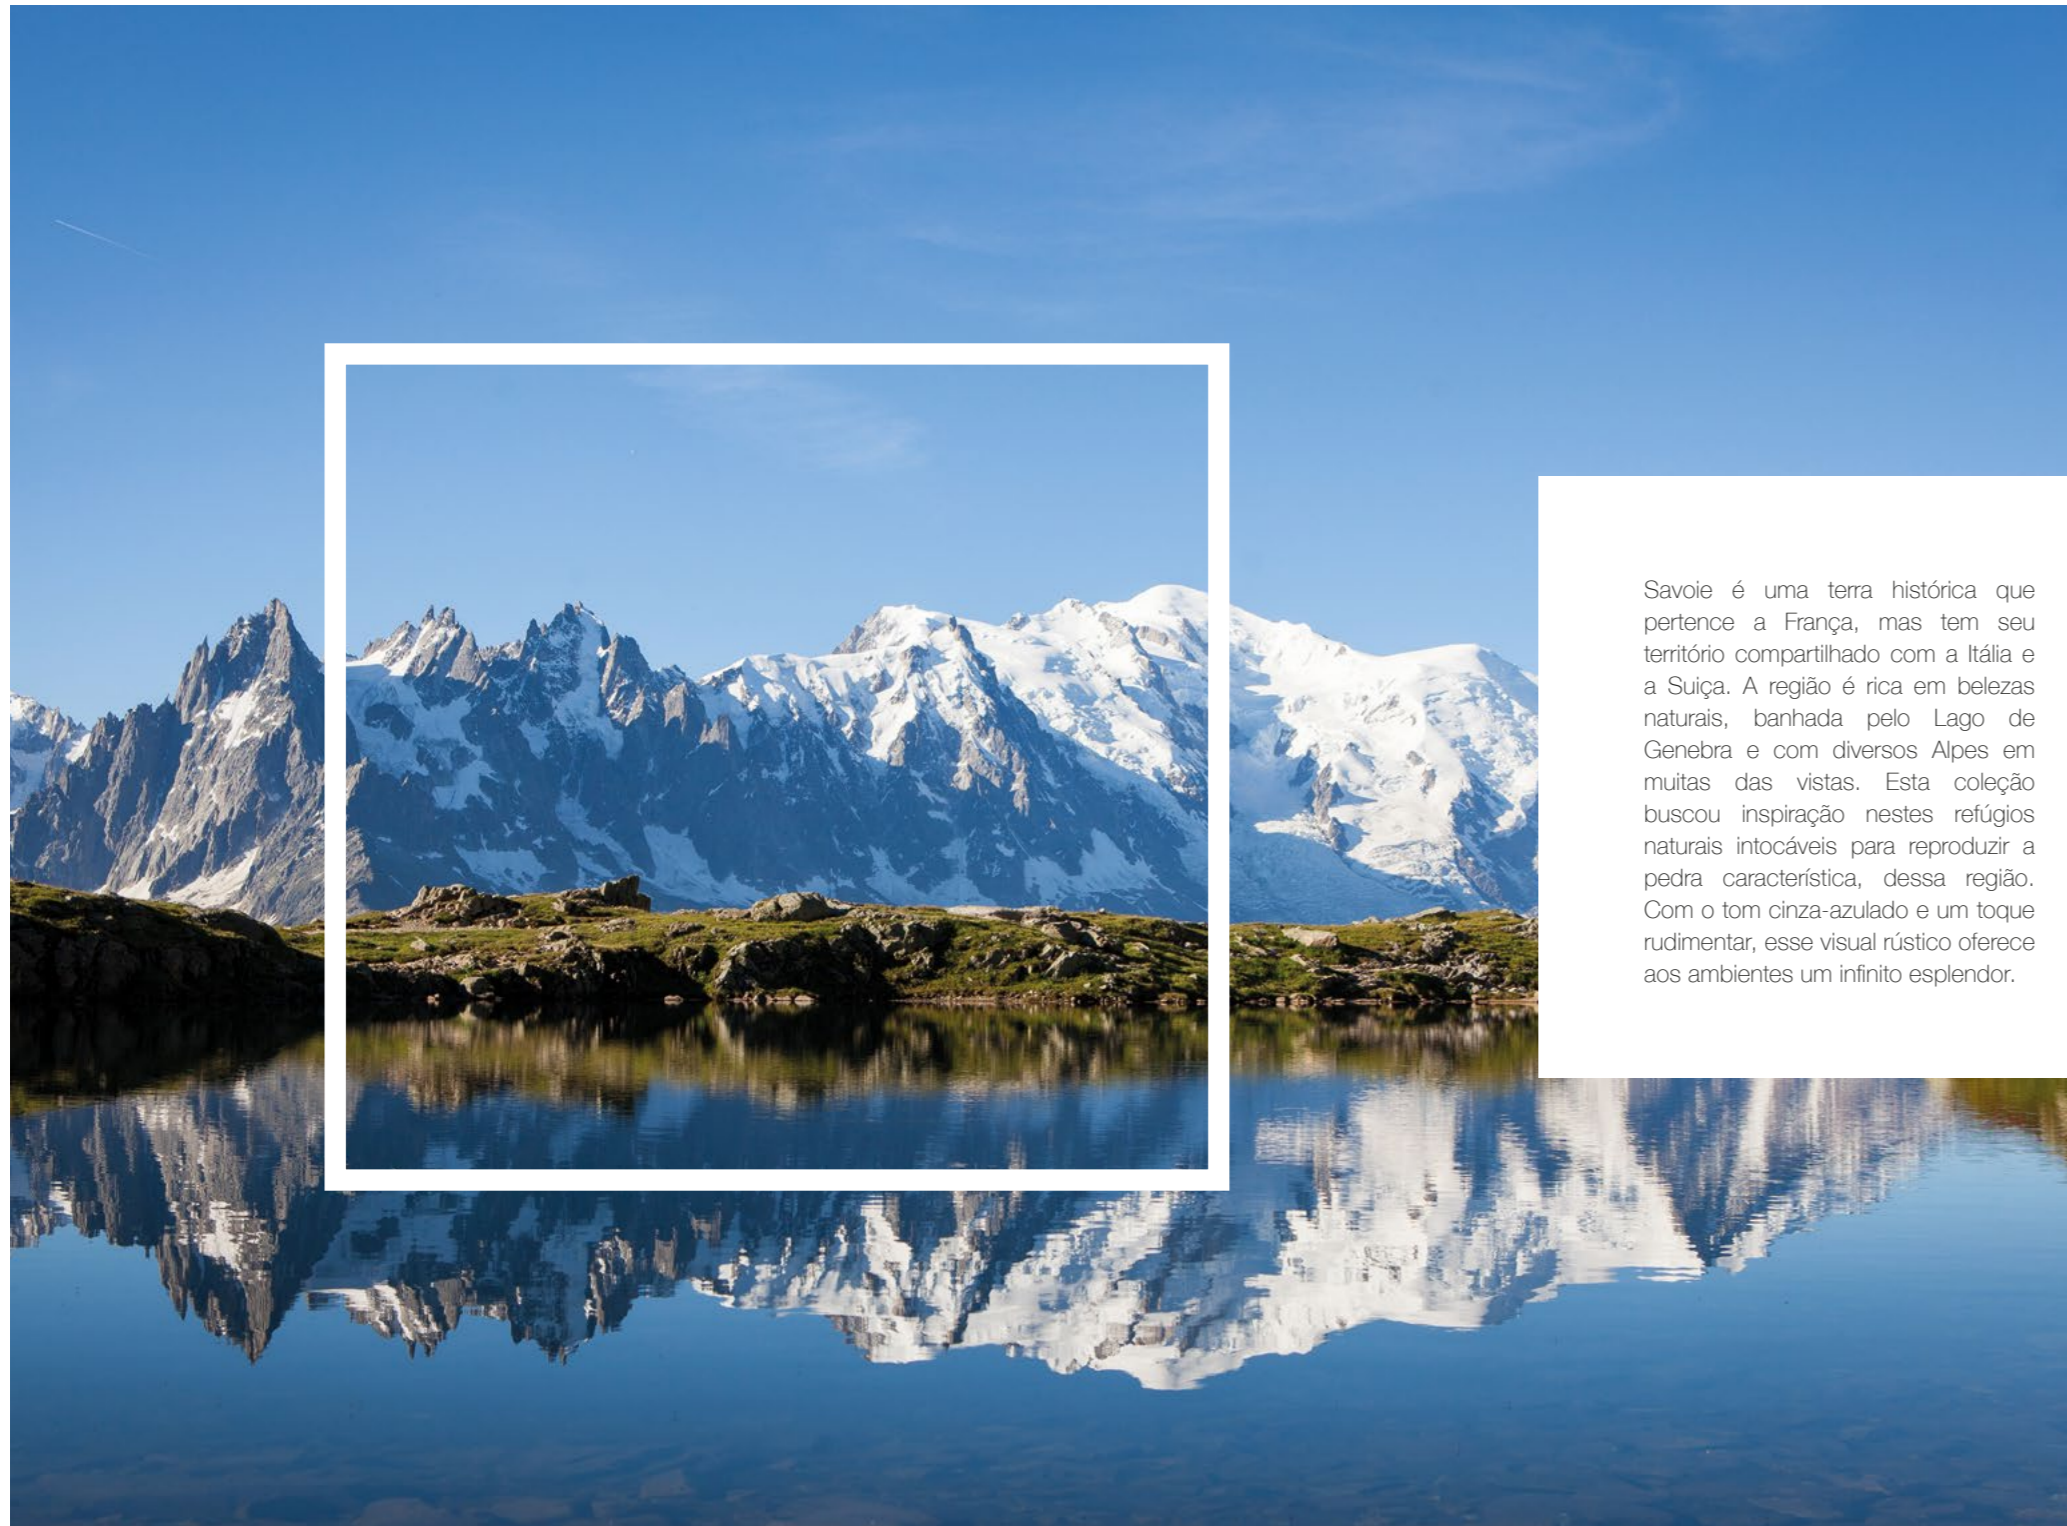 Savoie é uma terra histórica que
pertence a França, mas tem seu
território compartilhado com a Itália e
a Suiça. A região é rica em belezas
naturais, banhada pelo Lago de
Genebra e com diversos Alpes em
muitas das vistas. Esta coleção
buscou inspiração nestes refúgios
naturais intocáveis para reproduzir a
pedra característica, dessa região.
Com o tom cinza-azulado e um toque
rudimentar, esse visual rústico oferece
aos ambientes um infinito esplendor.